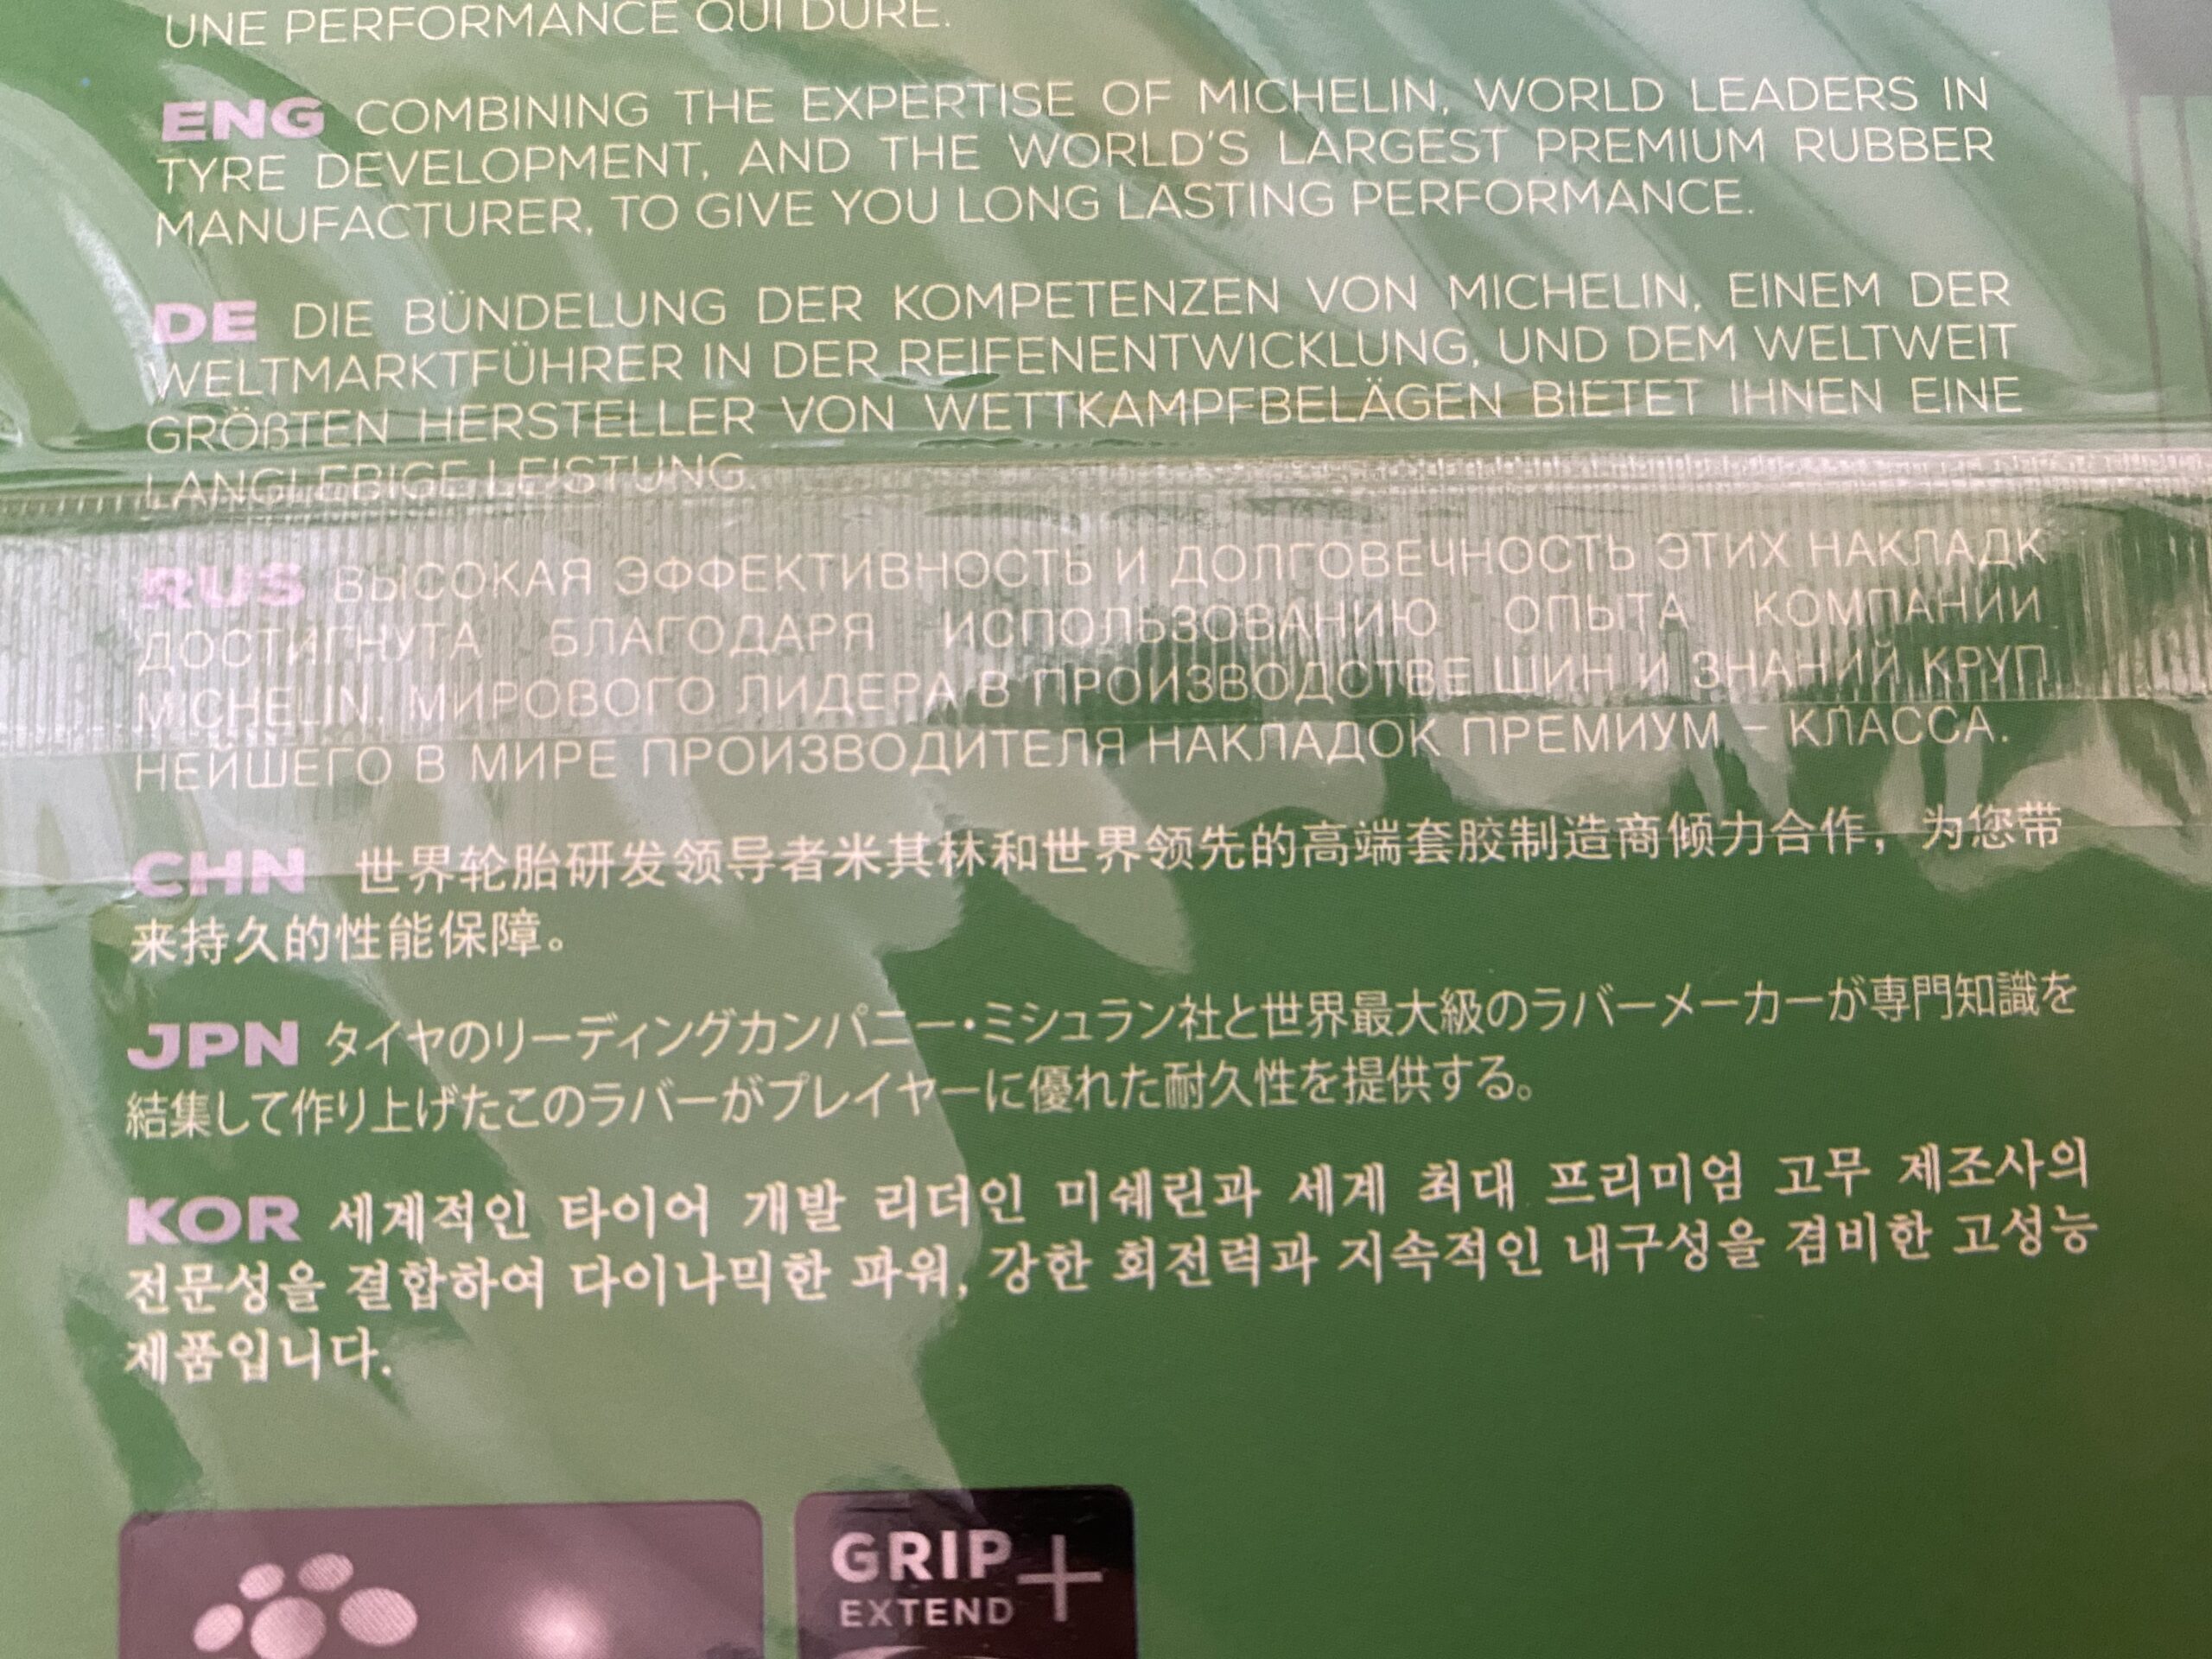 UNE PERFORMANCE QUI DURE.
ENG COMBINING THE EXPERTISE OF MICHELIN, WORLD LEADERS IN
TYRE DEVELOPMENT, AND THE WORLD'S LARGEST PREMIUM RUBBER
MANUFACTURER, TO GIVE YOU LONG LASTING PERFORMANCE.
DE DIE BÜNDELUNG DER KOMPETENZEN VON MICHELIN, EINEM DER
WELTMARKTFÜHRER IN DER REIFENENTWICKLUNG, UND DEM WELTWEIT
GRÖßTEN HERSTELLER VON WETTKAMPFBELÄGEN BIETET IHNEN EINE
LANGLEBIGE LEISTUNG.
RUS ВЫСОКАЯ ЭФФЕКТИВНОСТЬ И ДОЛГОВЕЧНОСТЬ ЭТИХ НАКЛАДК
ДОСТИГНУТА БЛАГОДАРЯ ИСПОЛЬЗОВАНИЮ ОПЫТА КОМПАНИИ
MICHELIN, МИРОВОГО ЛИДЕРА В ПРОИЗВОДСТВЕ ШИН И ЗНАНИЙ КРУП
НЕЙШЕГО В МИРЕ ПРОИЗВОДИТЕЛЯ НАКЛАДОК ПРЕМИУМ – КЛАССА.
CHN 世界轮胎研发领导者米其林和世界领先的高端套胶制造商倾力合作，为您带
来持久的性能保障。
JPN タイヤのリーディングカンパニー・ミシュラン社と世界最大級のラバーメーカーが専門知識を
結集して作り上げたこのラバーがプレイヤーに優れた耐久性を提供する。
KOR 세계적인 타이어 개발 리더인 미쉐린과 세계 최대 프리미엄 고무 제조사의
전문성을 결합하여 다이나믹한 파워, 강한 회전력과 지속적인 내구성을 겸비한 고성능
제품입니다.
GRIP+
EXTEND